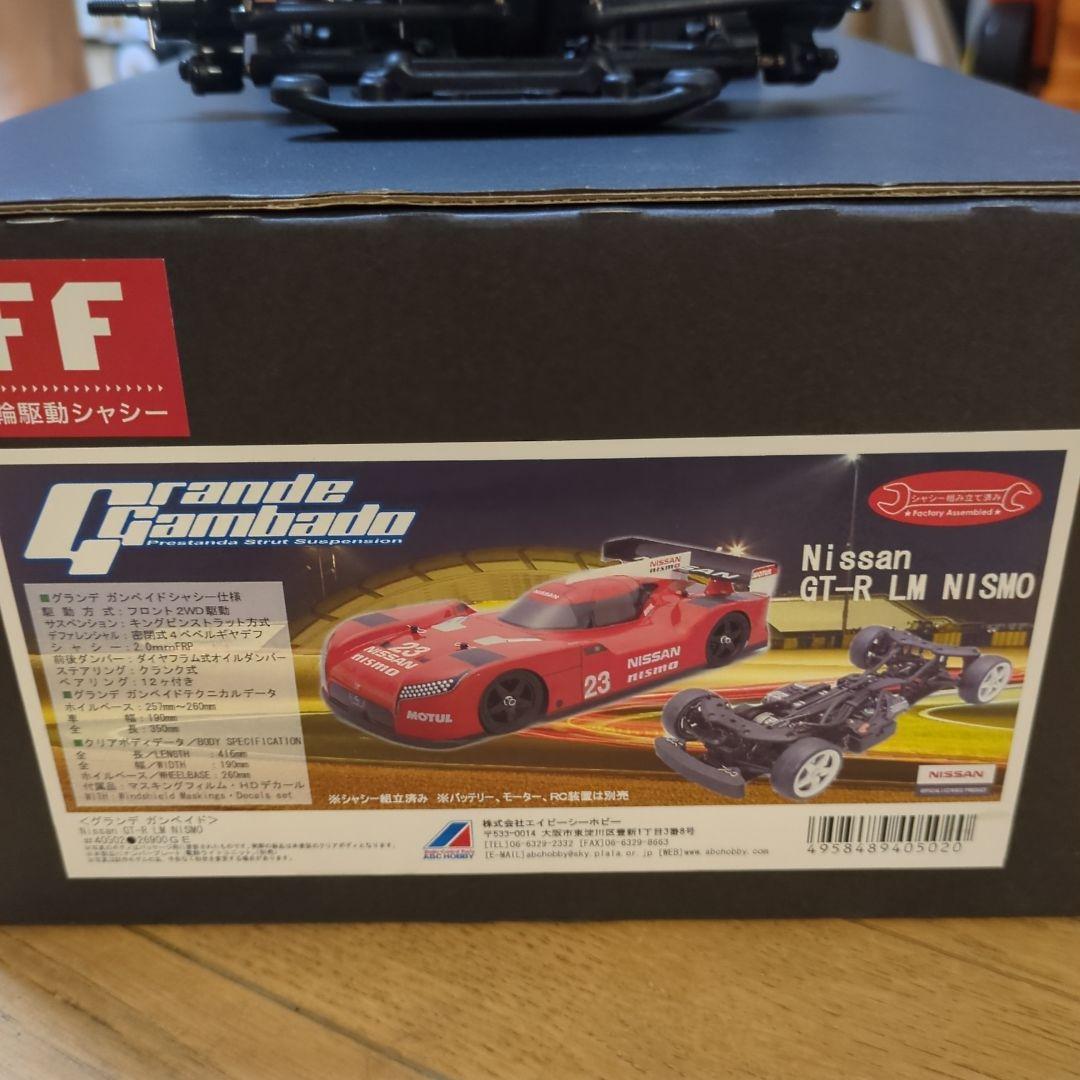 FF
輪駆動シャシー
Grande
Gambado
Prestanda Strut Suspension
シャシー組み立て済み
★Factory Assembled★
Nissan
GT-R LM NISMO
■グランデ ガンベイドシャシー仕様
駆動方式：フロント2WD駆動
サスペンション：キングピンストラット方式
デファレンシャル：密閉式4ベベルギヤデフ
シャシー：2.0mmFRP
前後ダンパー：ダイヤフラム式オイルダンパー
ステアリング：クランク式
ベアリング：12ヶ付き
■グランデ ガンベイドテクニカルデータ
ホイルベース：257mm～260mm
車幅：190mm
全長：350mm
■クリアボディデータ/BODY SPECIFICATION
全長/LENGTH：416mm
全幅/WIDTH：190mm
ホイルベース/WHEELBASE：260mm
付属品：マスキングフィルム・HDデカール
WITH：Windshield Maskings・Decals set
NISSAN
nismo
NISSAN
MOTUL
NISSAN
23
NISSAN
nismo
NISSAN
nismo
23
MOTUL
NISSAN
※シャシー組立済み ※バッテリー、モーター、RC装置は別売
<グランデ ガンベイド>
Nissan GT-R LM NISMO
#40502●26900GE
ABC HOBBY
株式会社エイビーシーホビー
〒533-0014 大阪市東淀川区豊新1丁目3番8号
[TEL]06-6329-2332 [FAX]06-6329-8663
[E-MAIL]abchobby@sky.plala.or.jp [WEB]www.abchobby.com
4958489405020